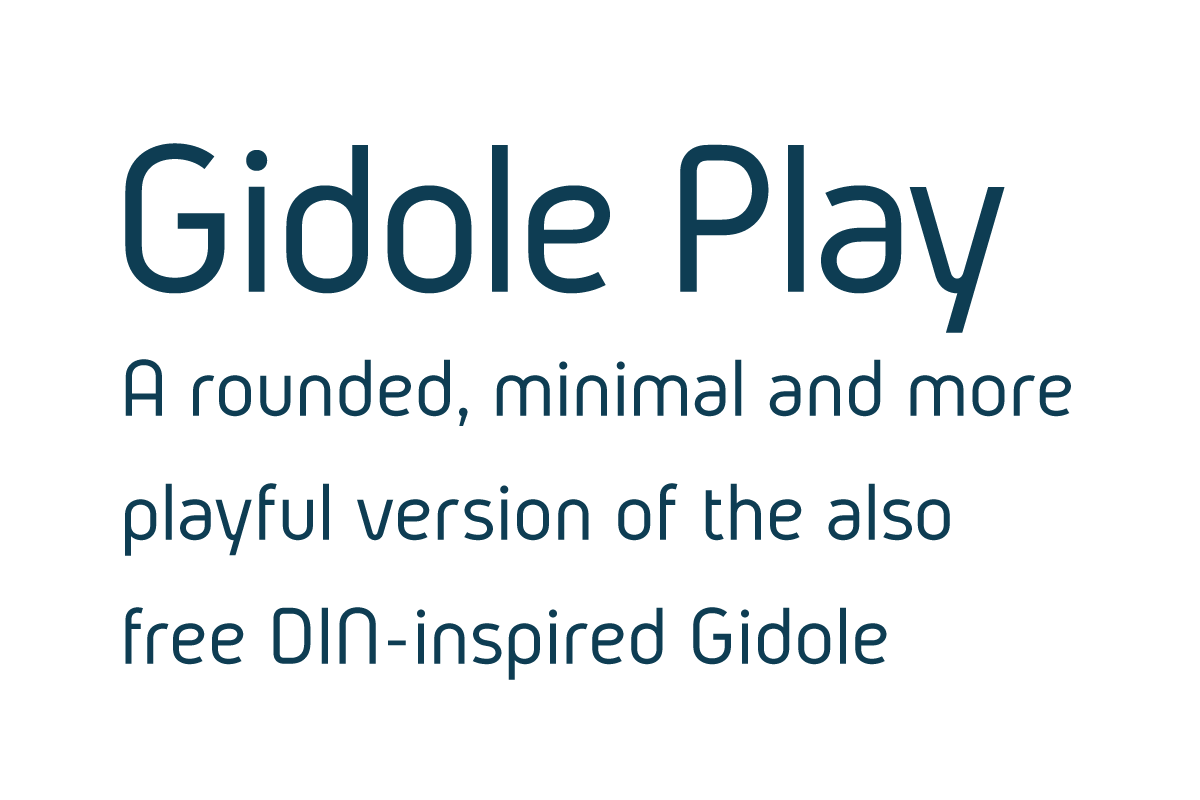 Gidole Play
A rounded, minimal and more
playful version of the also
free DIN-inspired Gidole